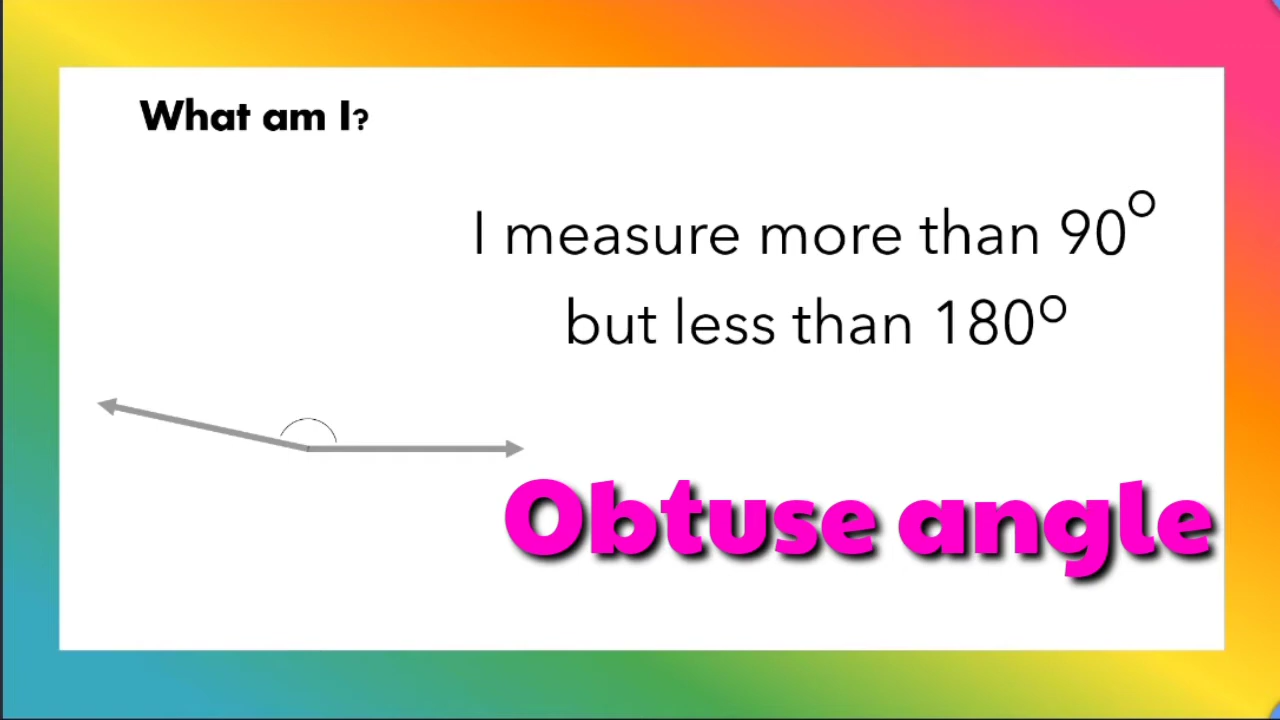 What am I?
I measure more than 90°
but less than 180°
Obtuse angle